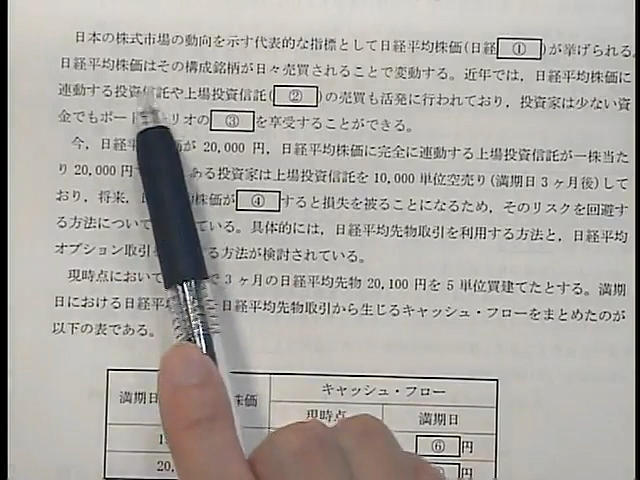 日本の株式市場の動向を示す代表的な指標として日経平均株価(日経 ① )が挙げられる。
日経平均株価はその構成銘柄が日々売買されることで変動する。近年では，日経平均株価に
連動する投資信託や上場投資信託( ② )の売買も活発に行われており，投資家は少ない資
金でもポー リオの ③ を享受することができる。
今，日経平 が 20,000 円，日経平均株価に完全に連動する上場投資信託が一株当た
り 20,000 円 ある投資家は上場投資信託を 10,000 単位空売り(満期日 3 ヶ月後)して
おり，将来， 株価が ④ すると損失を被ることになるため，そのリスクを回避す
る方法につい ている。具体的には，日経平均先物取引を利用する方法と，日経平均
オプション取引 る方法が検討されている。
現時点において で 3 ヶ月の日経平均先物 20,100 円を 5 単位買建てたとする。満期
日における日経平 日経平均先物取引から生じるキャッシュ・フローをまとめたのが
以下の表である。
満期日 株価
キャッシュ・フロー
現時点
満期日
⑥ 円
20,
円